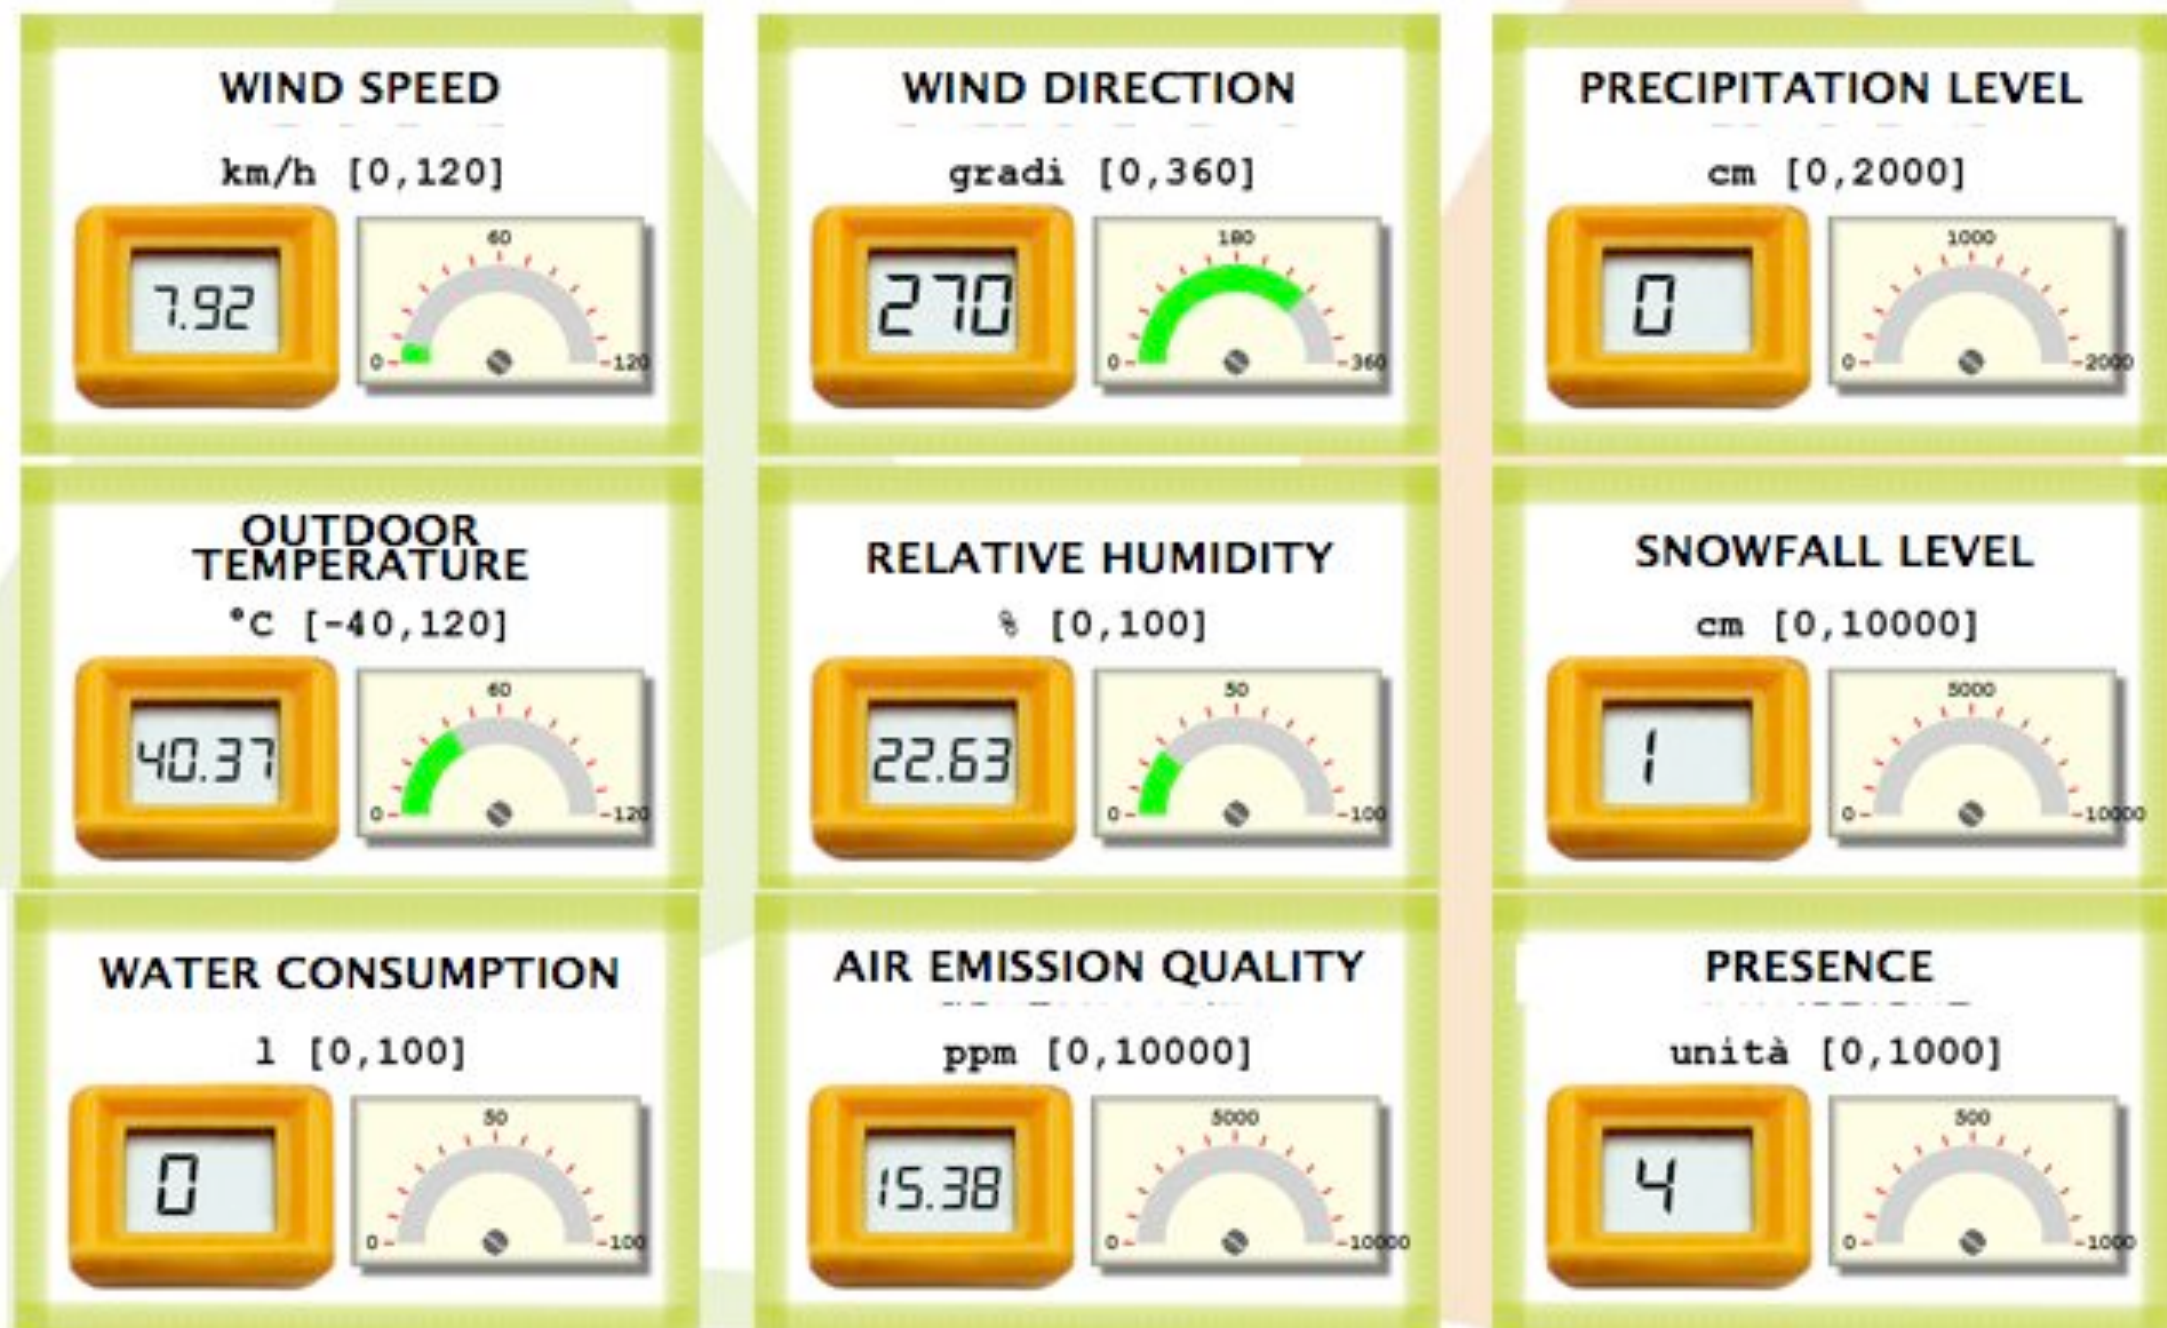 WIND SPEED
km/h [0,120]
7.92
60
0
120
WIND DIRECTION
gradi [0,360]
270
180
0
360
PRECIPITATION LEVEL
cm [0,2000]
0
1000
0
2000
OUTDOOR
TEMPERATURE
°C [-40,120]
40.37
60
0
120
RELATIVE HUMIDITY
% [0,100]
22.63
50
0
100
SNOWFALL LEVEL
cm [0,10000]
1
5000
0
10000
WATER CONSUMPTION
l [0,100]
0
50
0
100
AIR EMISSION QUALITY
ppm [0,10000]
15.38
5000
0
10000
PRESENCE
unità [0,1000]
4
500
0
1000